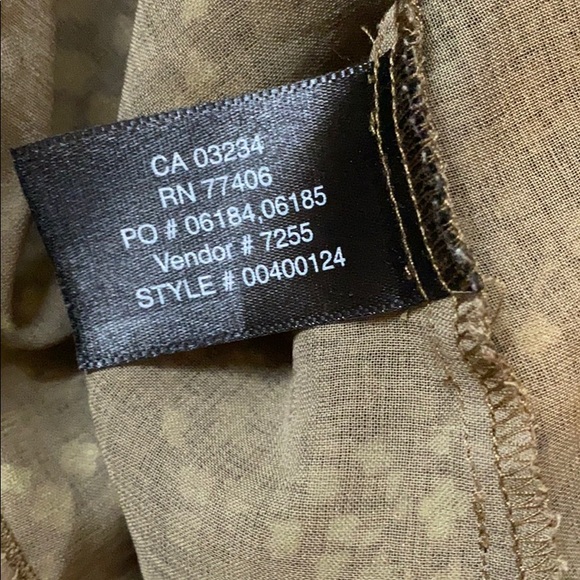 CA 03234
RN 77406
PO # 06184,06185
Vendor # 7255
STYLE # 00400124